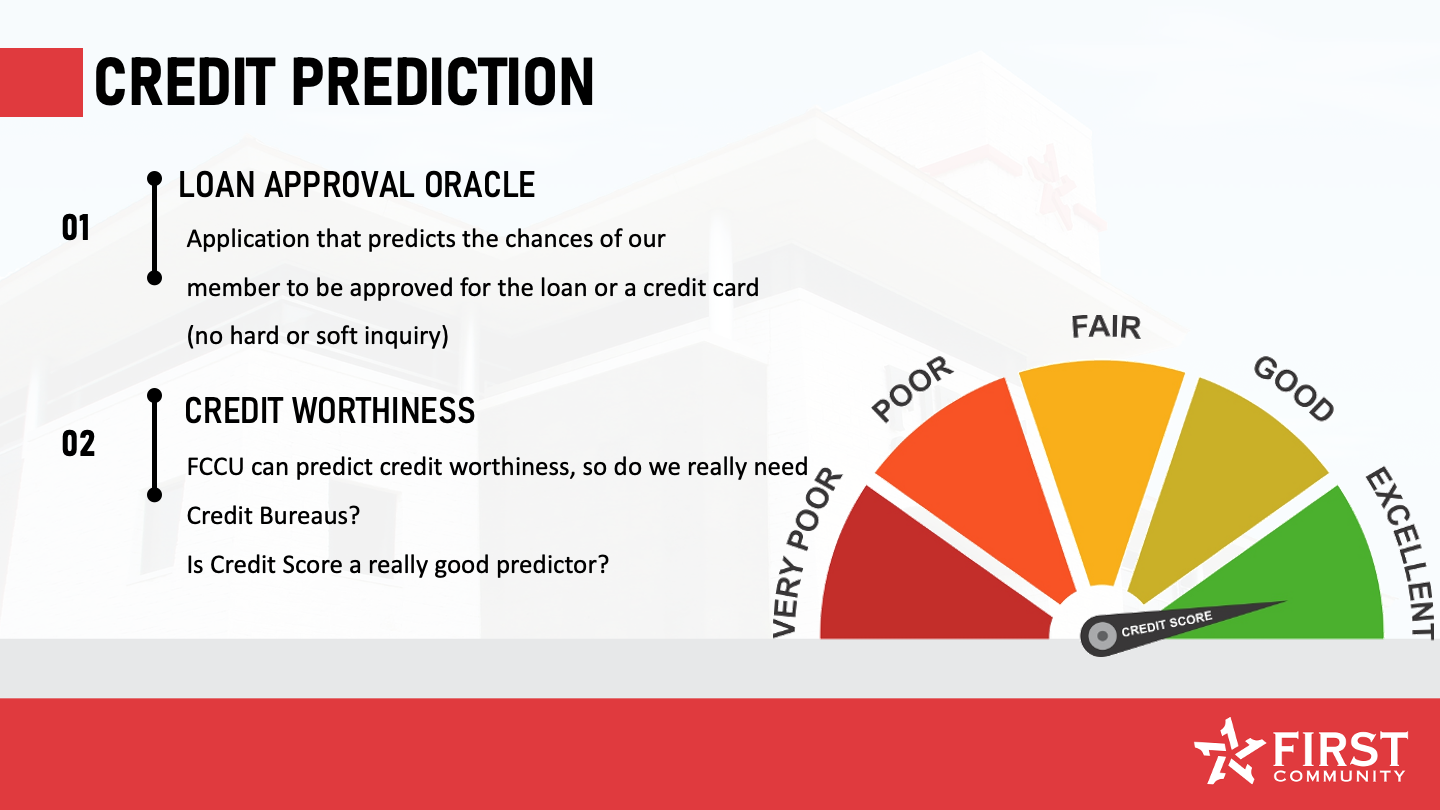 CREDIT PREDICTION
01
LOAN APPROVAL ORACLE
Application that predicts the chances of our
member to be approved for the loan or a credit card
(no hard or soft inquiry)
02
CREDIT WORTHINESS
FCCU can predict credit worthiness, so do we really need
Credit Bureaus?
Is Credit Score a really good predictor?
VERY POOR
POOR
FAIR
GOOD
EXCELLENT
CREDIT SCORE
FIRST
COMMUNITY